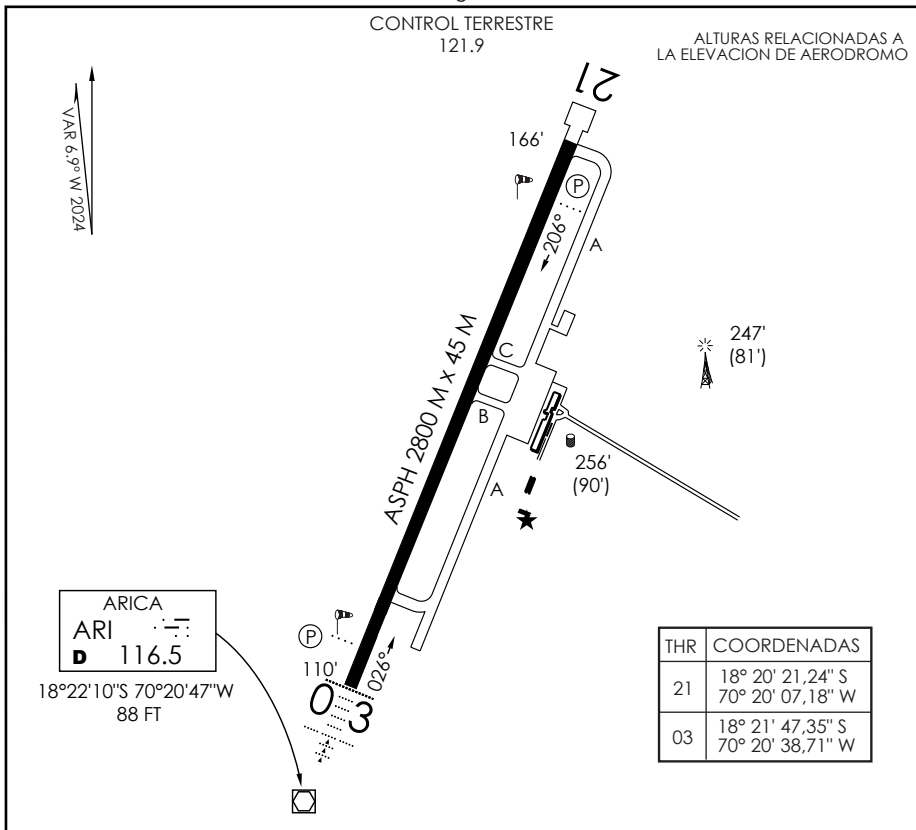 CONTROL TERRESTRE
121.9
ALTURAS RELACIONADAS A
LA ELEVACION DE AERODROMO
VAR 6.9° W 2024
21
166'
P
206°
A
C
ASPH 2800 M x 45 M
B
A
247'
(81')
256'
(90')
ARICA
ARI
D 116.5
18°22'10"S 70°20'47"W
88 FT
P
110'
026°
03
THR COORDENADAS
21 18° 20' 21,24" S
70° 20' 07,18" W
03 18° 21' 47,35" S
70° 20' 38,71" W